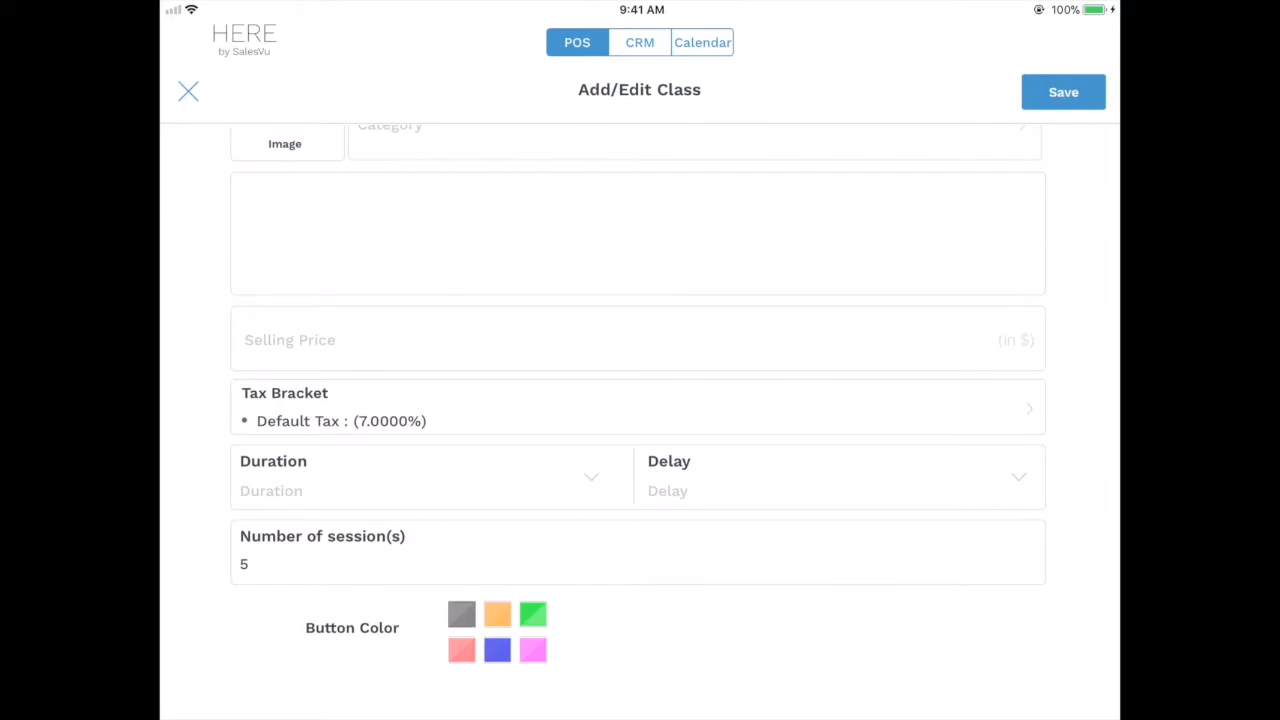 9:41 AM
100%
HERE
by SalesVu
POS CRM Calendar
Add/Edit Class
Save
Category
Image
Selling Price (in $)
Tax Bracket
• Default Tax : (7.0000%)
Duration Delay
Duration Delay
Number of session(s)
5
Button Color